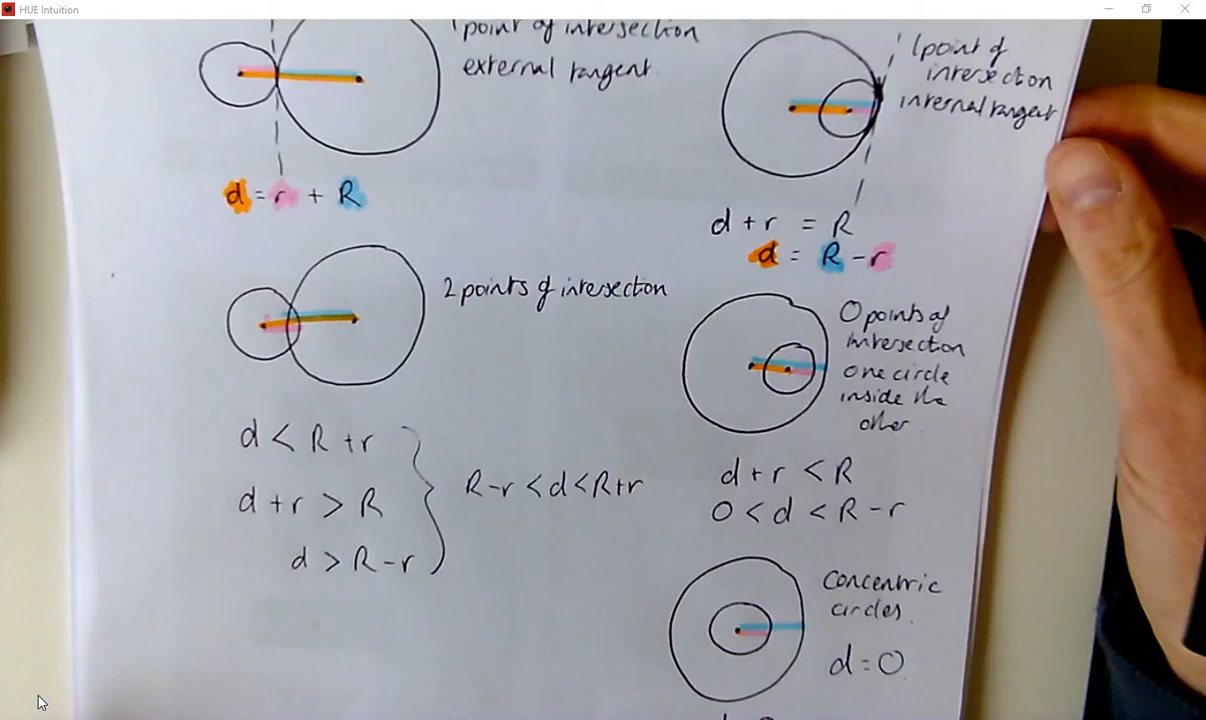 HUE Intuition
1 point of intersection
external tangent
d = r + R
2 points of intersection
d < R + r
d + r > R
d > R - r
R-r < d < R+r
1 point of
intersection
internal tangent
d + r = R
d = R - r
0 points of
intersection
one circle
inside the
other.
d + r < R
0 < d < R - r
Concentric
circles.
d = 0